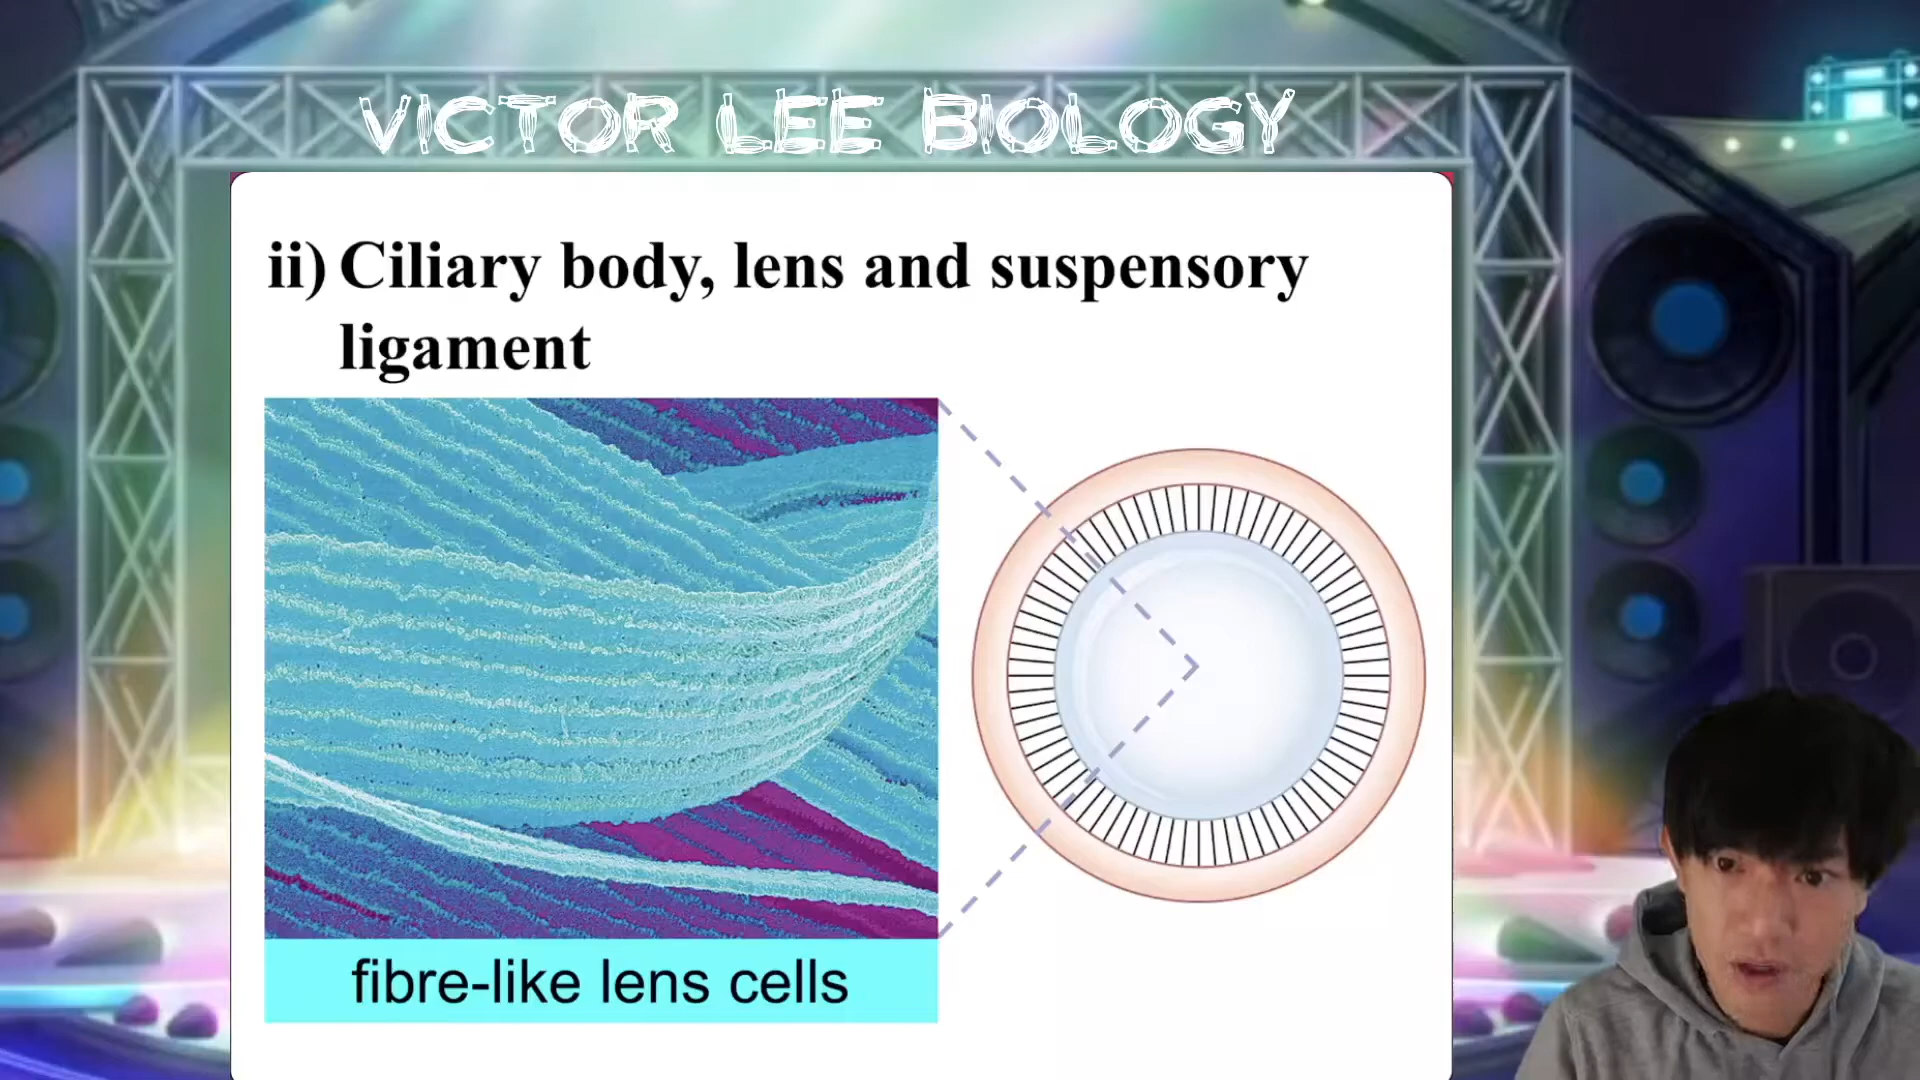 VICTOR LEE BIOLOGY
ii) Ciliary body, lens and suspensory
ligament
fibre-like lens cells